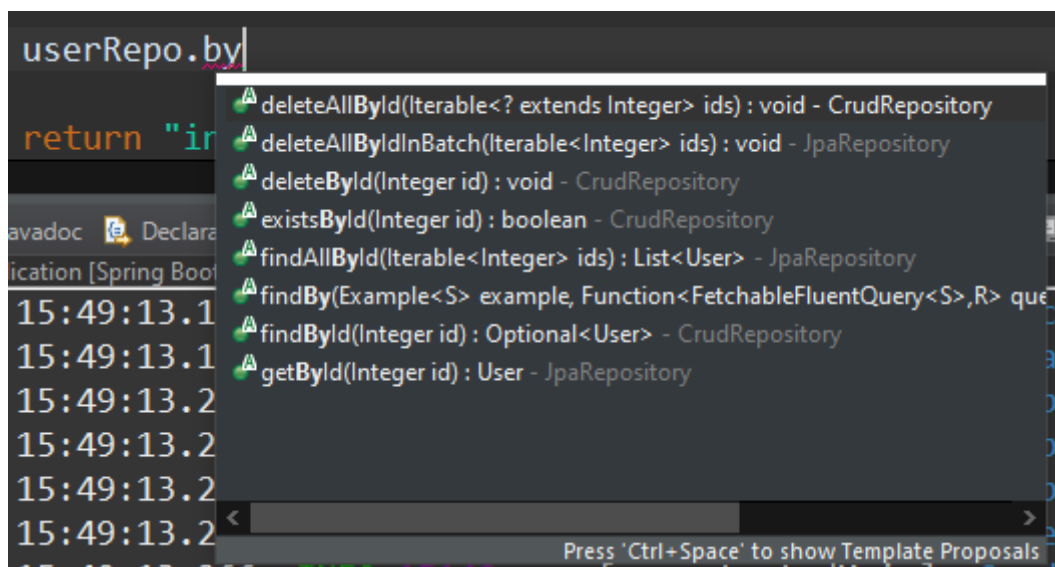 userRepo.by
deleteAllById(Iterable<? extends Integer> ids) : void - CrudRepository
return "in
deleteAllByIdInBatch(Iterable<Integer> ids) : void - JpaRepository
deleteById(Integer id) : void - CrudRepository
avadoc Declara
existsById(Integer id) : boolean - CrudRepository
findAllById(Iterable<Integer> ids) : List<User> - JpaRepository
ication [Spring Boot
findBy(Example<S> example, Function<FetchableFluentQuery<S>,R> que
15:49:13.1
findById(Integer id) : Optional<User> - CrudRepository
15:49:13.1
getById(Integer id) : User - JpaRepository
15:49:13.2
15:49:13.2
15:49:13.2
15:49:13.2
Press 'Ctrl+Space' to show Template Proposals